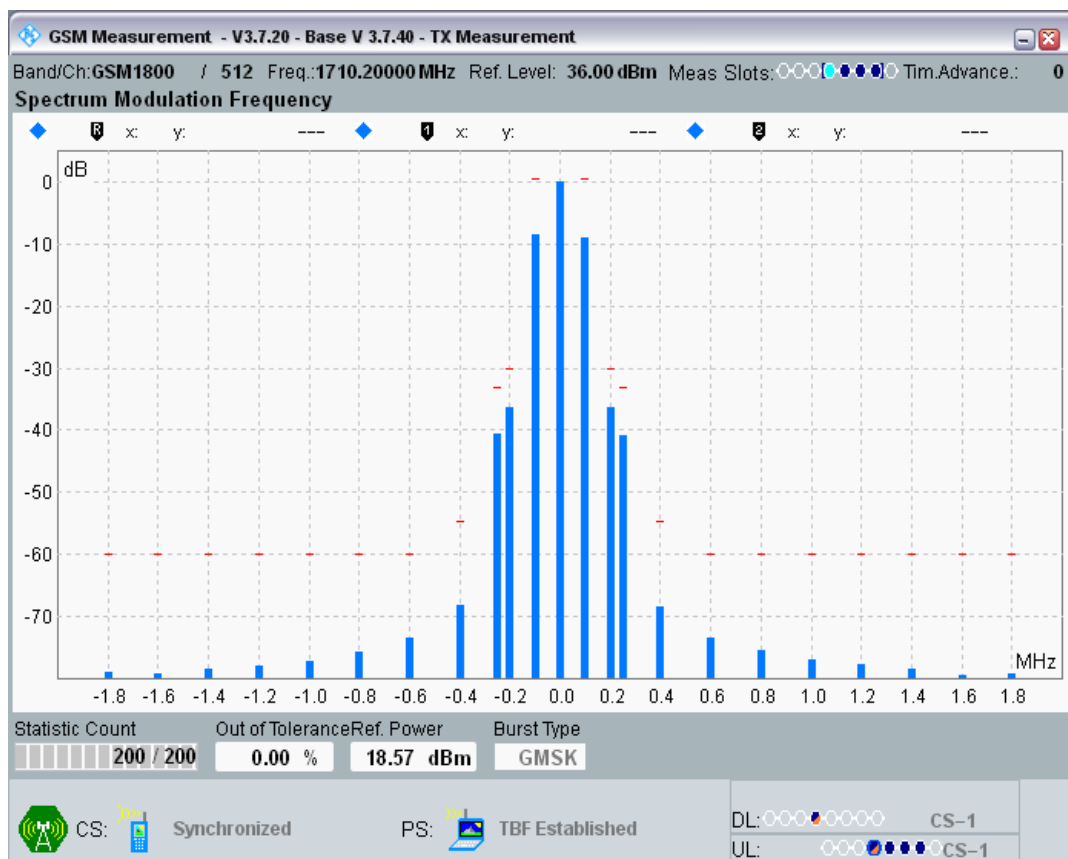 GSM Measurement - V3.7.20 - Base V 3.7.40 - TX Measurement
Band/Ch:GSM1800 / 512 Freq.:1710.20000 MHz Ref. Level: 36.00 dBm Meas Slots: Tim.Advance.: 0
Spectrum Modulation Frequency
R x: y: --- 1 x: y: --- 2 x: y: ---
dB
0
-10
-20
-30
-40
-50
-60
-70
MHz
-1.8 -1.6 -1.4 -1.2 -1.0 -0.8 -0.6 -0.4 -0.2 0.0 0.2 0.4 0.6 0.8 1.0 1.2 1.4 1.6 1.8
Statistic Count Out of Tolerance Ref. Power Burst Type
200 / 200 0.00 % 18.57 dBm GMSK
CS: Synchronized PS: TBF Established
DL: CS-1
UL: CS-1